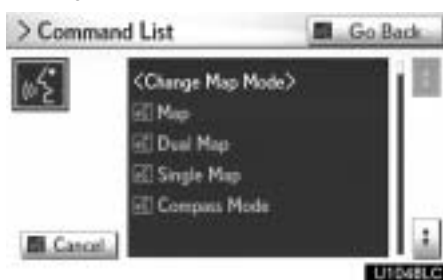 > Command List
Go Back
<Change Map Mode>
Map
Dual Map
Single Map
Compass Mode
Cancel
U1048LC